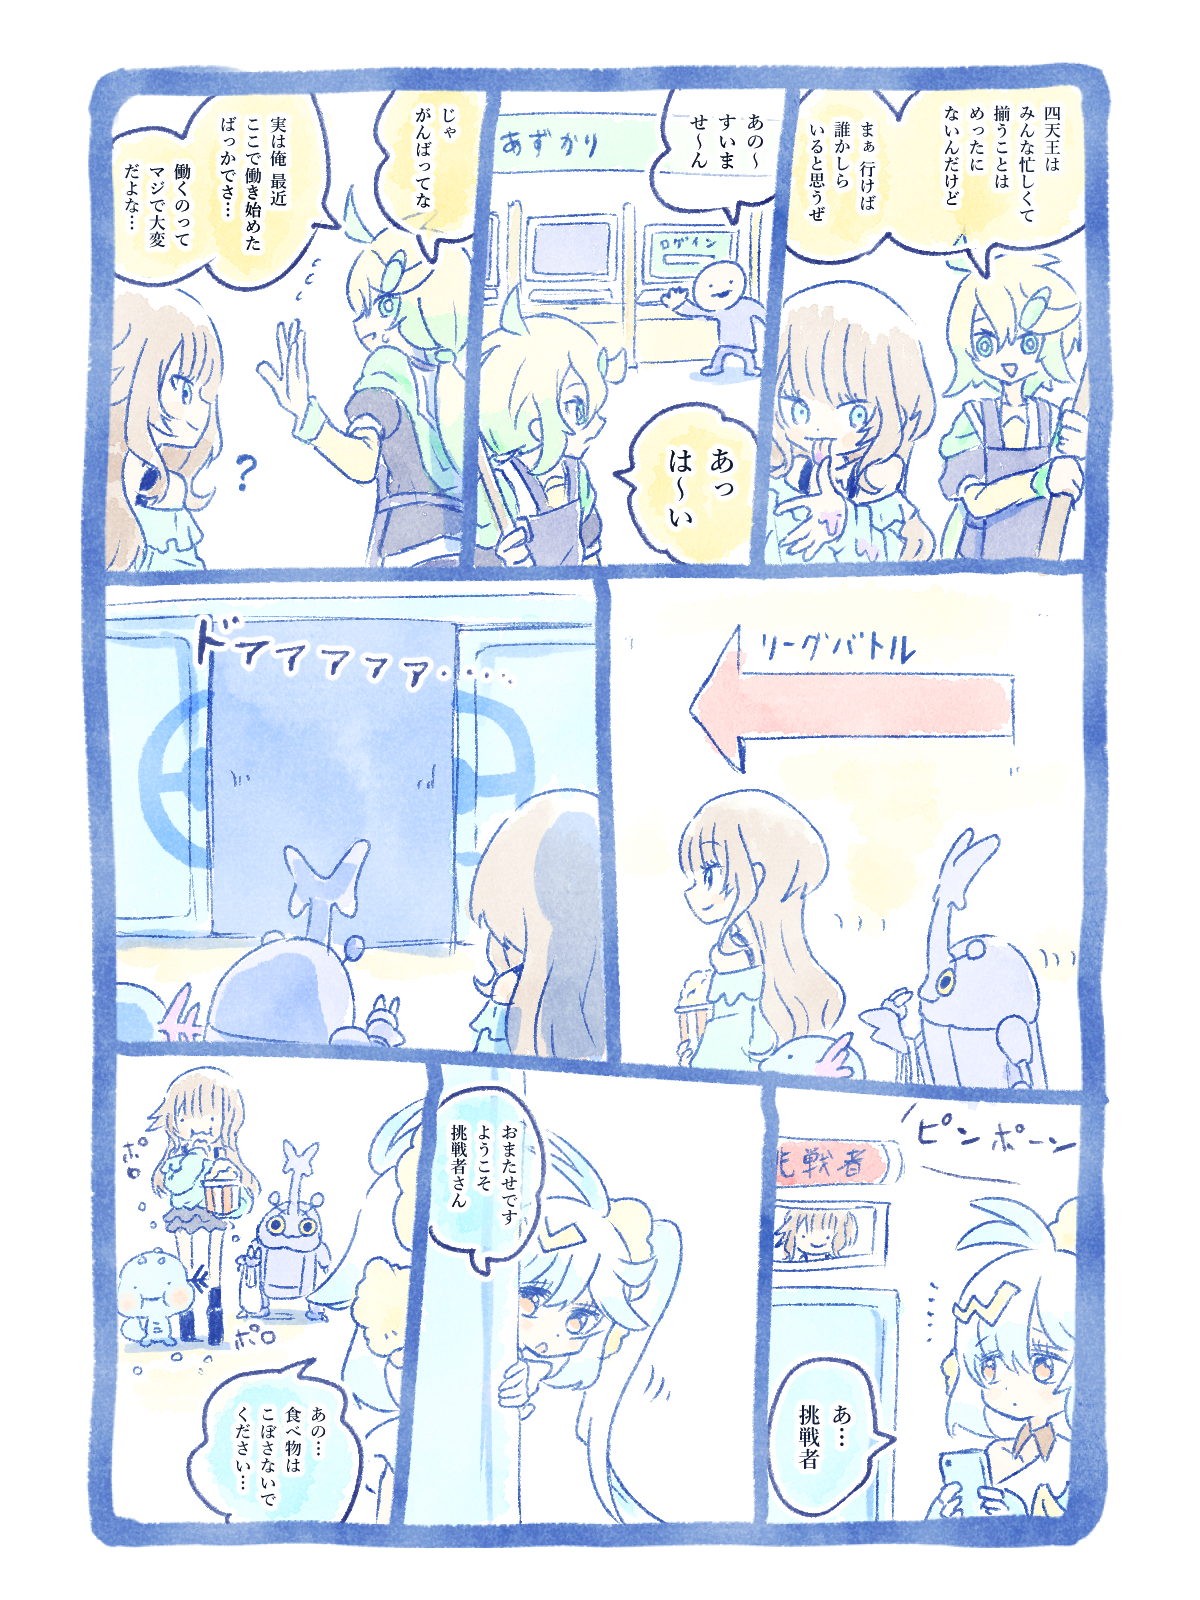 四天王は
みんな忙しくて
揃うことは
めったに
ないんだけど
まぁ 行けば
誰かしら
いると思うぜ
あの〜
すいま
せ〜ん
あずかり
ログイン
あっ
は〜い
じゃ
がんばってな
実は俺 最近
ここで働き始めた
ばっかでさ…
働くのって
マジで大変
だよな…
?
リーグバトル
ドァァァァァ.....
ピンポーン
挑戦者
あ…
挑戦者
おまたせです
ようこそ
挑戦者さん
ポロ
ポロ
あの…
食べ物は
こぼさないで
ください…